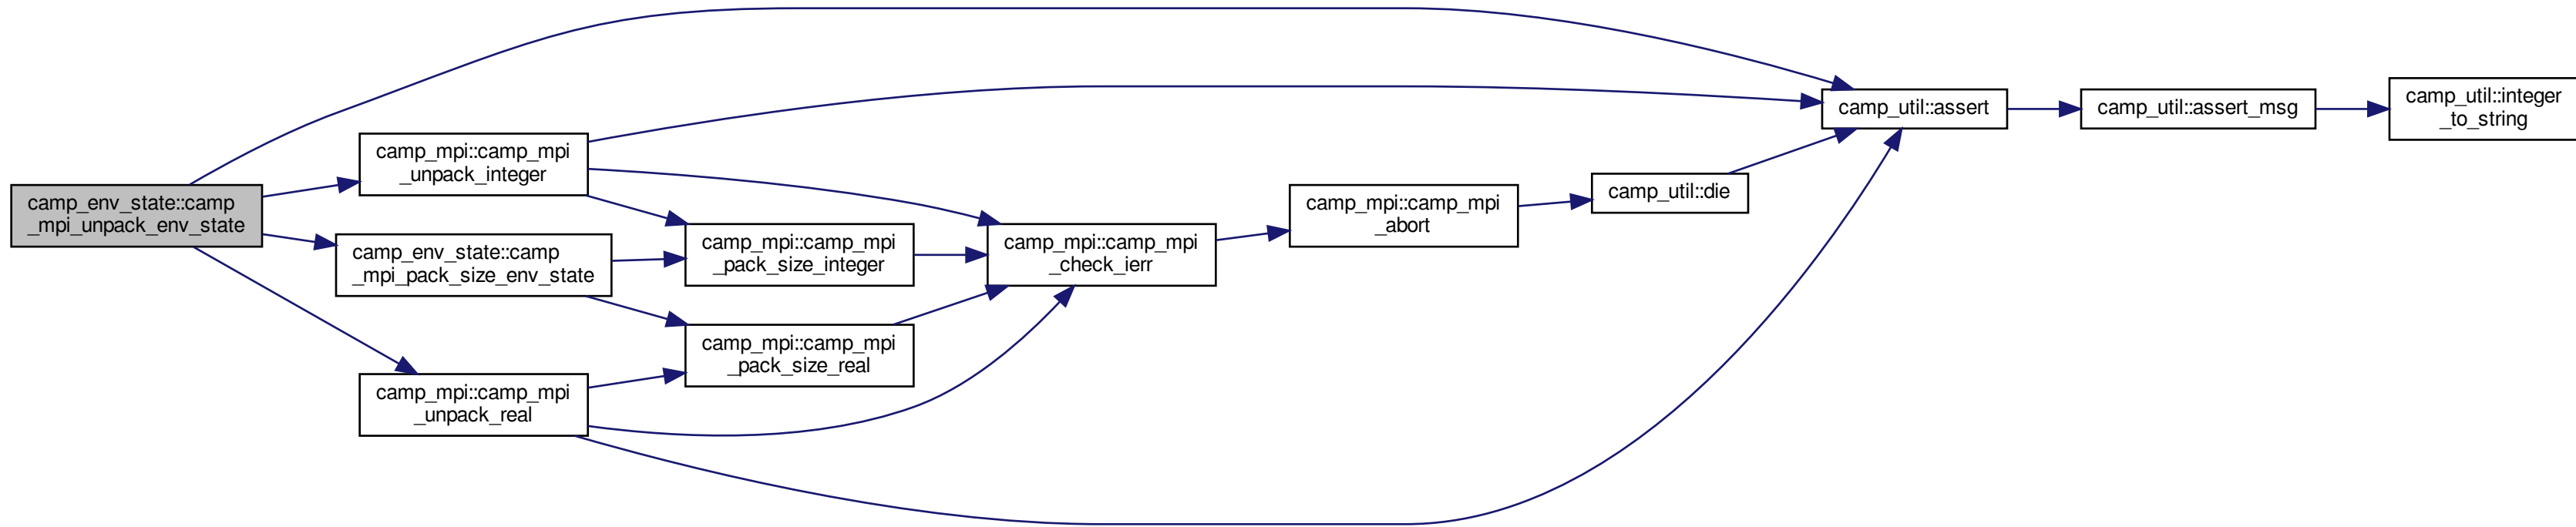 camp_env_state::camp
_mpi_unpack_env_state
camp_mpi::camp_mpi
_unpack_integer
camp_env_state::camp
_mpi_pack_size_env_state
camp_mpi::camp_mpi
_unpack_real
camp_mpi::camp_mpi
_pack_size_integer
camp_mpi::camp_mpi
_pack_size_real
camp_mpi::camp_mpi
_check_ierr
camp_mpi::camp_mpi
_abort
camp_util::die
camp_util::assert
camp_util::assert_msg
camp_util::integer
_to_string